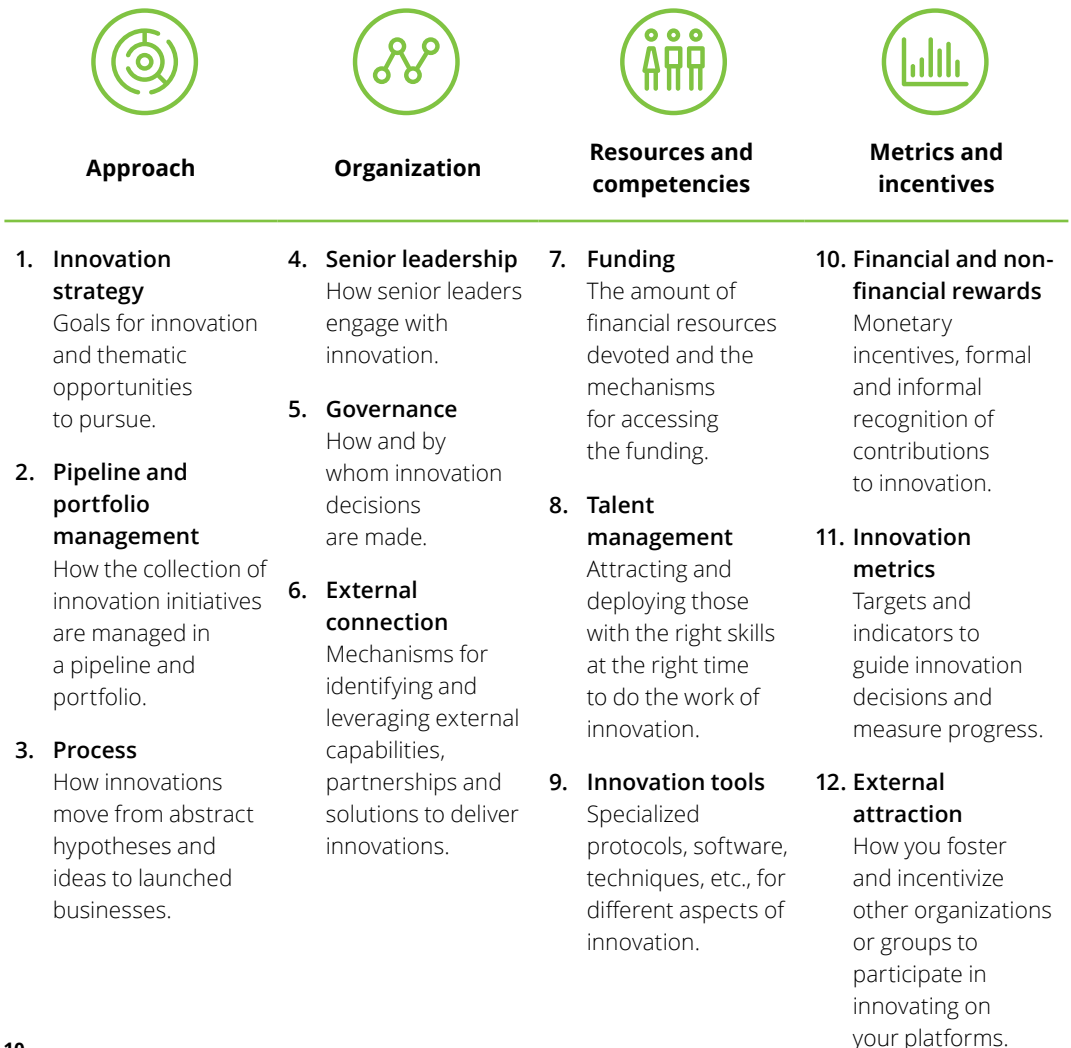 Approach
Organization
Resources and
competencies
Metrics and
incentives
1. Innovation
strategy
Goals for innovation
and thematic
opportunities
to pursue.
2. Pipeline and
portfolio
management
How the collection of
innovation initiatives
are managed in
a pipeline and
portfolio.
3. Process
How innovations
move from abstract
hypotheses and
ideas to launched
businesses.
4. Senior leadership
How senior leaders
engage with
innovation.
5. Governance
How and by
whom innovation
decisions
are made.
6. External
connection
Mechanisms for
identifying and
leveraging external
capabilities,
partnerships and
solutions to deliver
innovations.
7. Funding
The amount of
financial resources
devoted and the
mechanisms
for accessing
the funding.
8. Talent
management
Attracting and
deploying those
with the right skills
at the right time
to do the work of
innovation.
9. Innovation tools
Specialized
protocols, software,
techniques, etc., for
different aspects of
innovation.
10. Financial and non-
financial rewards
Monetary
incentives, formal
and informal
recognition of
contributions
to innovation.
11. Innovation
metrics
Targets and
indicators to
guide innovation
decisions and
measure progress.
12. External
attraction
How you foster
and incentivize
other organizations
or groups to
participate in
innovating on
your platforms.